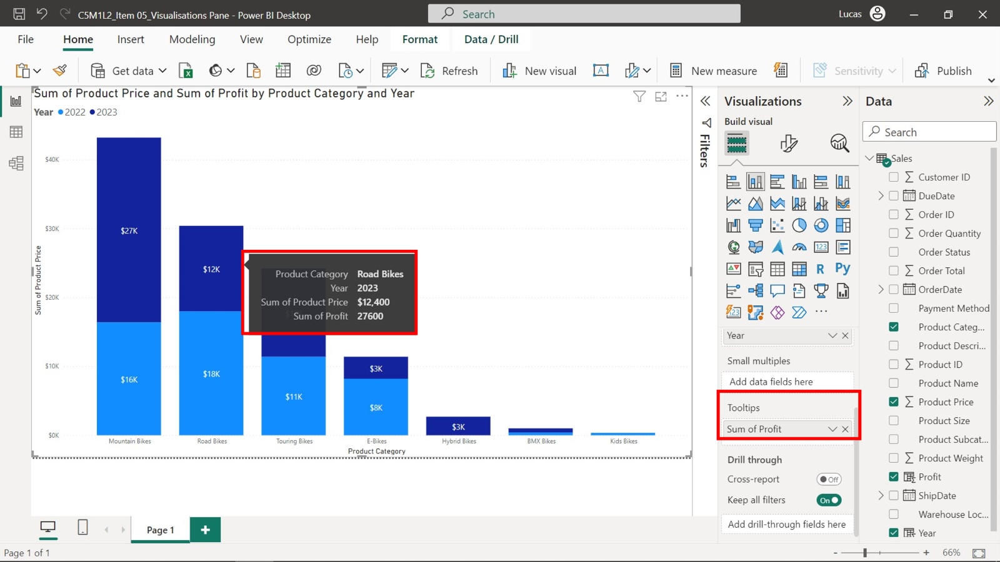 C5M1L2_Item 05_Visualisations Pane - Power BI Desktop
Search
Lucas
File
Home
Insert
Modeling
View
Optimize
Help
Format
Data / Drill
Get data
Refresh
New visual
New measure
Sensitivity
Publish
Sum of Product Price and Sum of Profit by Product Category and Year
Year 2022 2023
Sum of Product Price
$40K
$30K
$20K
$10K
$0K
$27K
$16K
$12K
$18K
$11K
$3K
$8K
$3K
Product Category Road Bikes
Year 2023
Sum of Product Price $12,400
Sum of Profit 27600
Mountain Bikes
Road Bikes
Touring Bikes
E-Bikes
Hybrid Bikes
BMX Bikes
Kids Bikes
Product Category
Filters
Visualizations
Build visual
123
R
Py
123
Year
Small multiples
Add data fields here
Tooltips
Sum of Profit
Drill through
Cross-report
Off
Keep all filters
On
Add drill-through fields here
Data
Search
Sales
Customer ID
DueDate
Order ID
Order Quantity
Order Status
Order Total
OrderDate
Payment Method
Product Categ...
Product Descri...
Product ID
Product Name
Product Price
Product Size
Product Subcat...
Product Weight
Profit
ShipDate
Warehouse Loc...
Year
Page 1
Page 1 of 1
66%